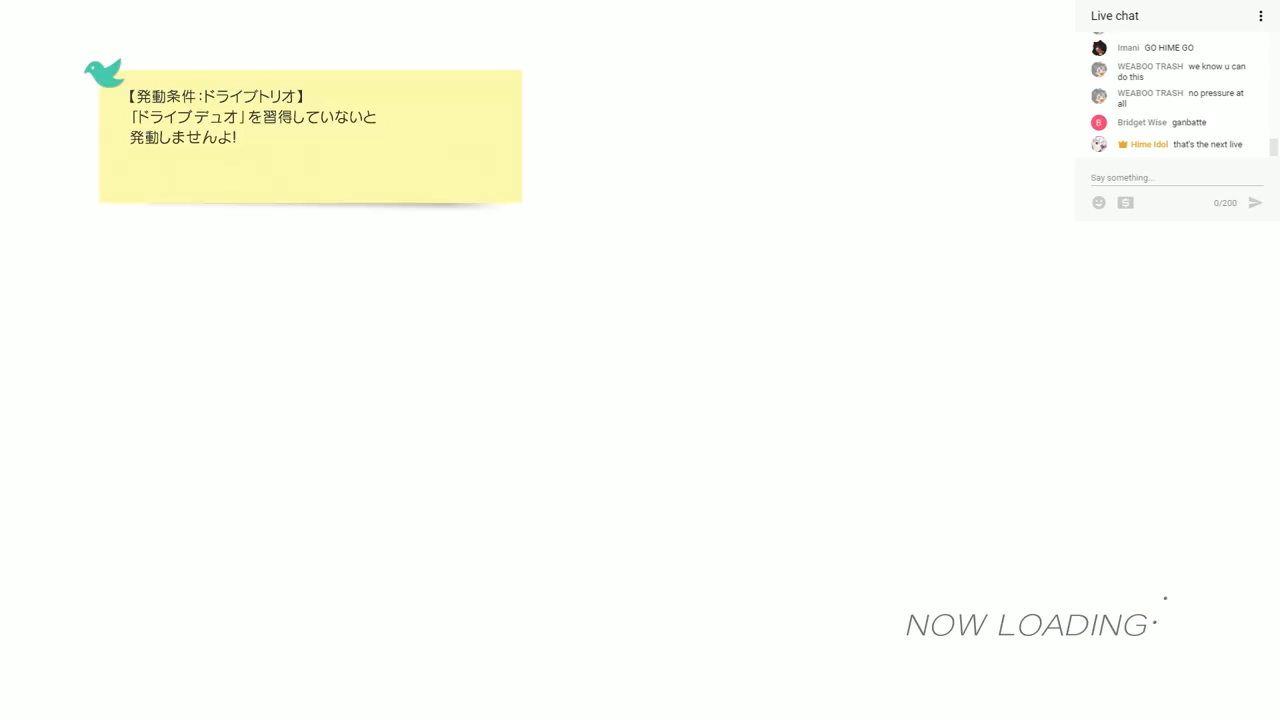 【発動条件:ドライブトリオ】
「ドライブデュオ」を習得していないと
発動しませんよ!
Live chat
Imani GO HIME GO
WEABOO TRASH we know u can
do this
WEABOO TRASH no pressure at
all
B Bridget Wise ganbatte
Hime Idol that's the next live
Say something...
0/200
NOW LOADING